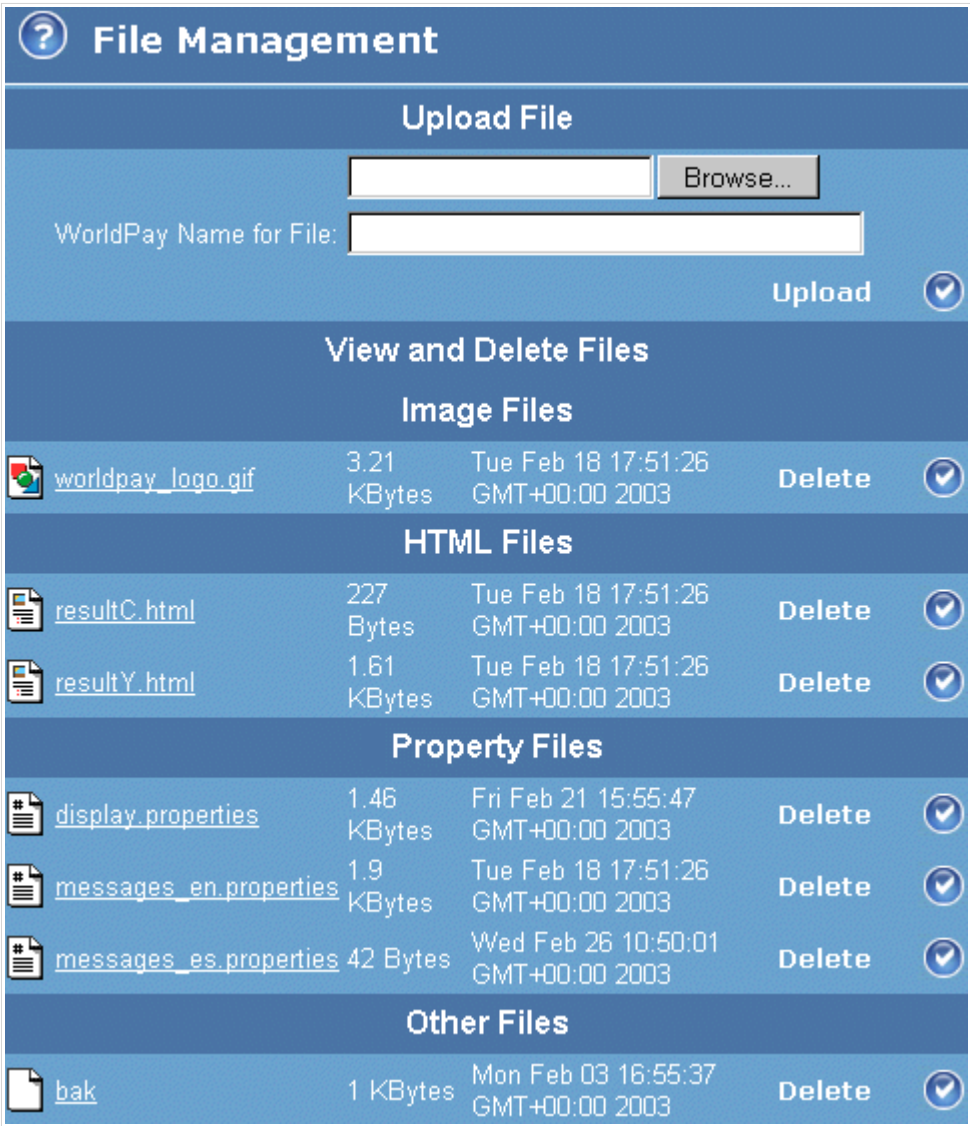 ? File Management
Upload File
Browse...
WorldPay Name for File:
Upload
View and Delete Files
Image Files
worldpay_logo.gif 3.21 KBytes Tue Feb 18 17:51:26 GMT+00:00 2003 Delete
HTML Files
resultC.html 227 Bytes Tue Feb 18 17:51:26 GMT+00:00 2003 Delete
resultY.html 1.61 KBytes Tue Feb 18 17:51:26 GMT+00:00 2003 Delete
Property Files
display.properties 1.46 KBytes Fri Feb 21 15:55:47 GMT+00:00 2003 Delete
messages_en.properties 1.9 KBytes Tue Feb 18 17:51:26 GMT+00:00 2003 Delete
messages_es.properties 42 Bytes Wed Feb 26 10:50:01 GMT+00:00 2003 Delete
Other Files
bak 1 KBytes Mon Feb 03 16:55:37 GMT+00:00 2003 Delete